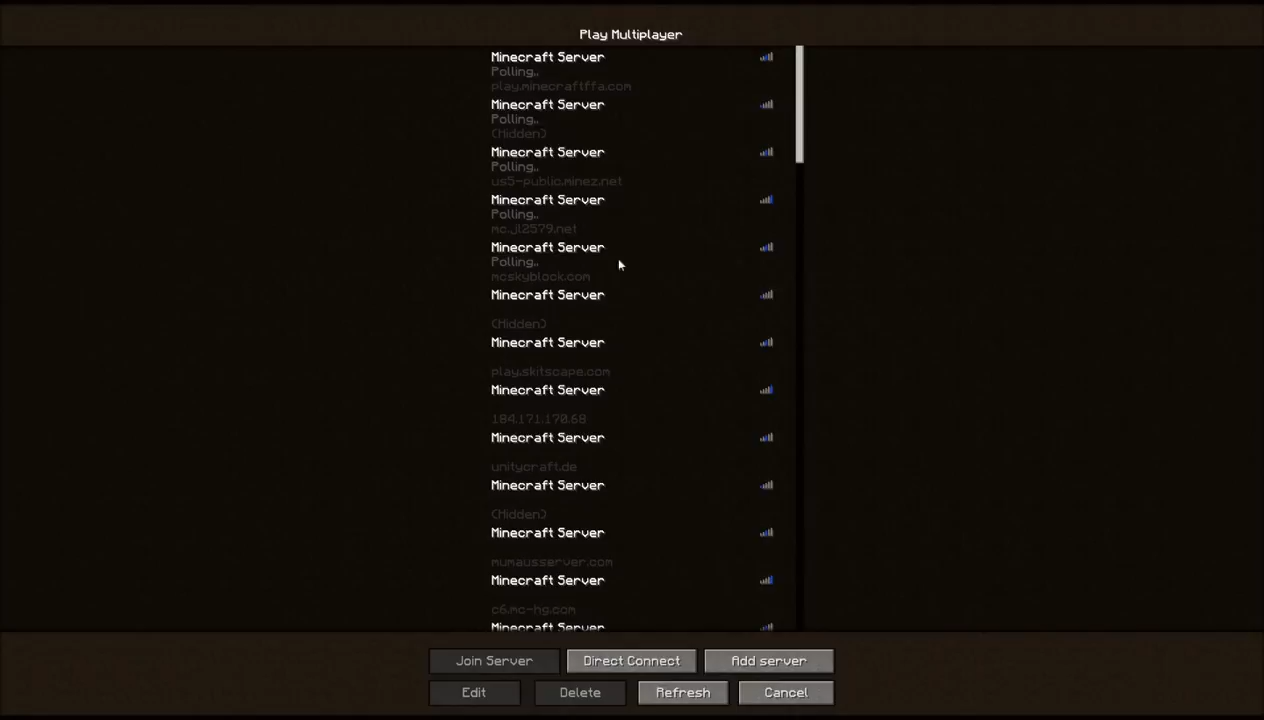 Play Multiplayer
Minecraft Server
Polling..
play.minecraftffa.com
Minecraft Server
Polling..
(Hidden)
Minecraft Server
Polling..
us5-public.minez.net
Minecraft Server
Polling..
mc.jl2579.net
Minecraft Server
Polling..
mcskyblock.com
Minecraft Server
(Hidden)
Minecraft Server
play.skitscape.com
Minecraft Server
184.171.170.68
Minecraft Server
unitycraft.de
Minecraft Server
(Hidden)
Minecraft Server
mumausserver.com
Minecraft Server
c6.mc-hg.com
Minecraft Server
Join Server Direct Connect Add server
Edit Delete Refresh Cancel